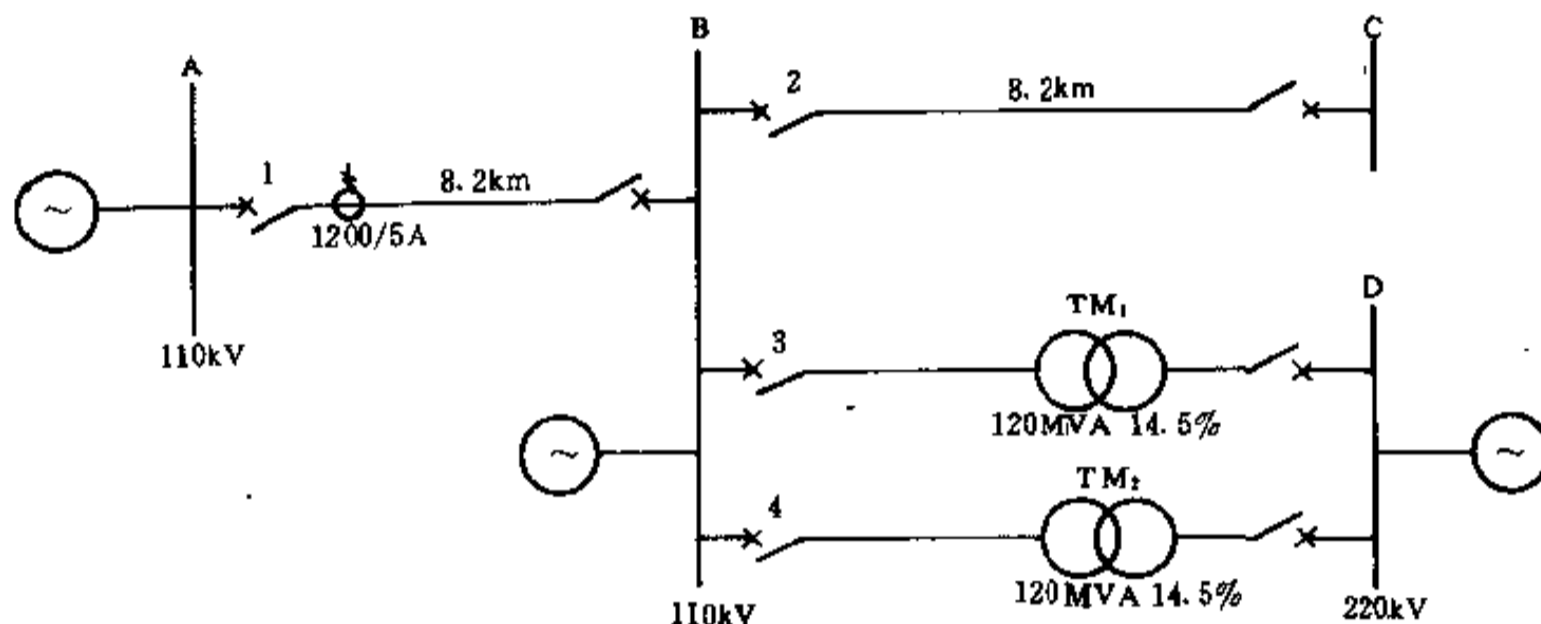 B
C
A
2
8.2km
1
8.2km
~
1200/5A
TM₁
D
3
110kV
120MVA 14.5%
~
TM₂
~
4
120MVA 14.5%
110kV
220kV